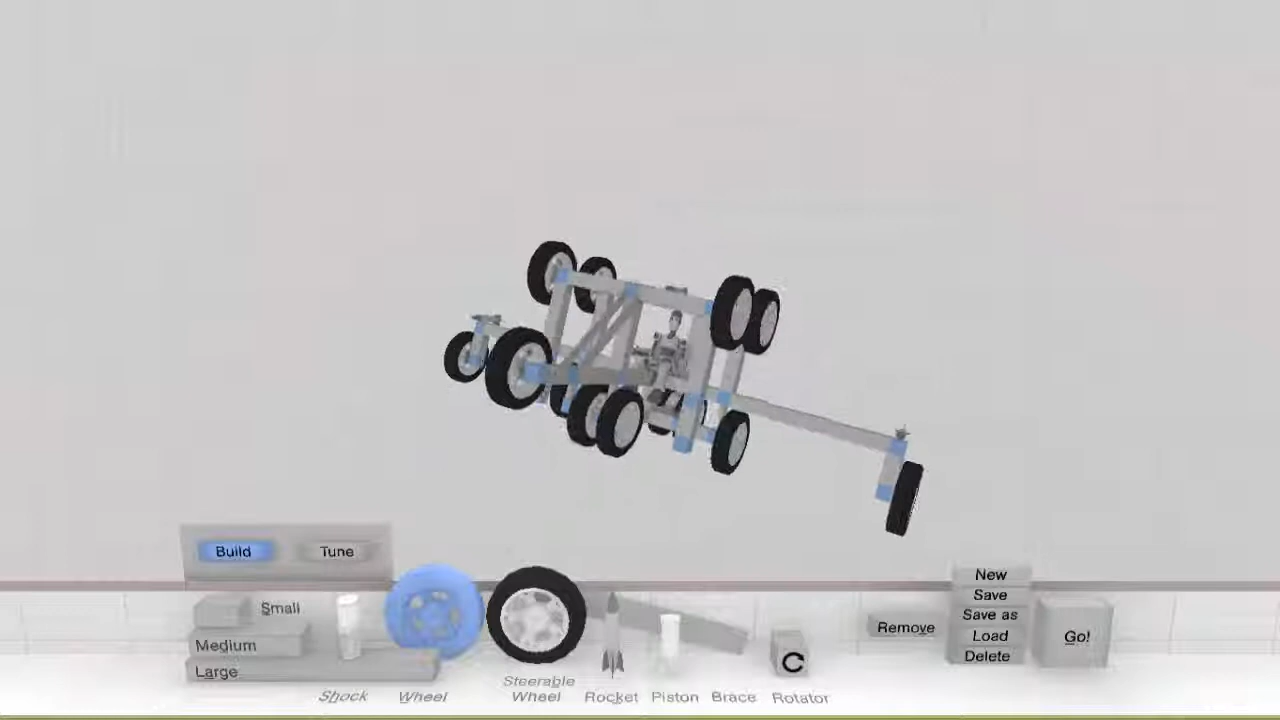 Build
Tune
New
Small
Save
Save as
Medium
Remove
Go!
Load
Large
Delete
Steerable
Shock
Wheel
Wheel
Rocket
Piston
Brace
Rotator
C